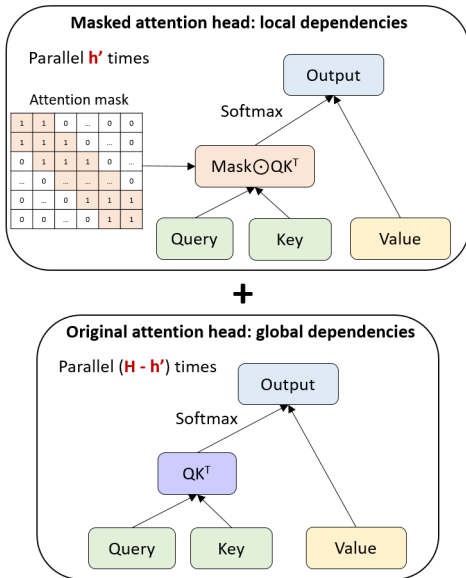 Masked attention head: local dependencies
Parallel h' times
Output
Attention mask
Softmax
1 1 0 ... 0 0
1 1 1 0 ... 0
0 1 1 1 0 ...
... 0 ... ... ... 0
0 ... 0 1 1 1
0 0 ... 0 1 1
Mask⊙QKᵀ
Query
Key
Value
+
Original attention head: global dependencies
Parallel (H - h') times
Output
Softmax
QKᵀ
Query
Key
Value